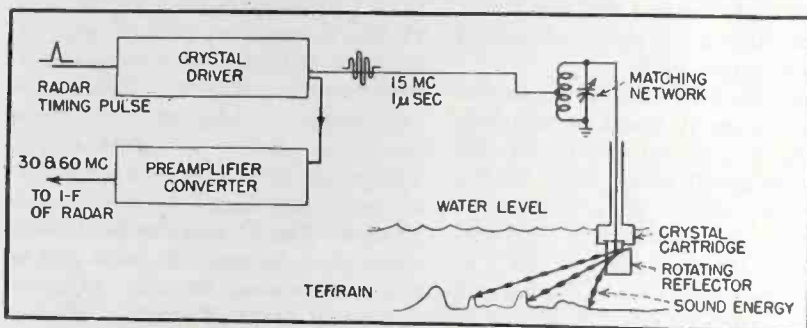 CRYSTAL
DRIVER
RADAR
TIMING PULSE
15 MC
1μ SEC
MATCHING
NETWORK
30 & 60 MC
TO I-F
OF RADAR
PREAMPLIFIER
CONVERTER
WATER LEVEL
CRYSTAL
CARTRIDGE
ROTATING
REFLECTOR
TERRAIN
SOUND ENERGY